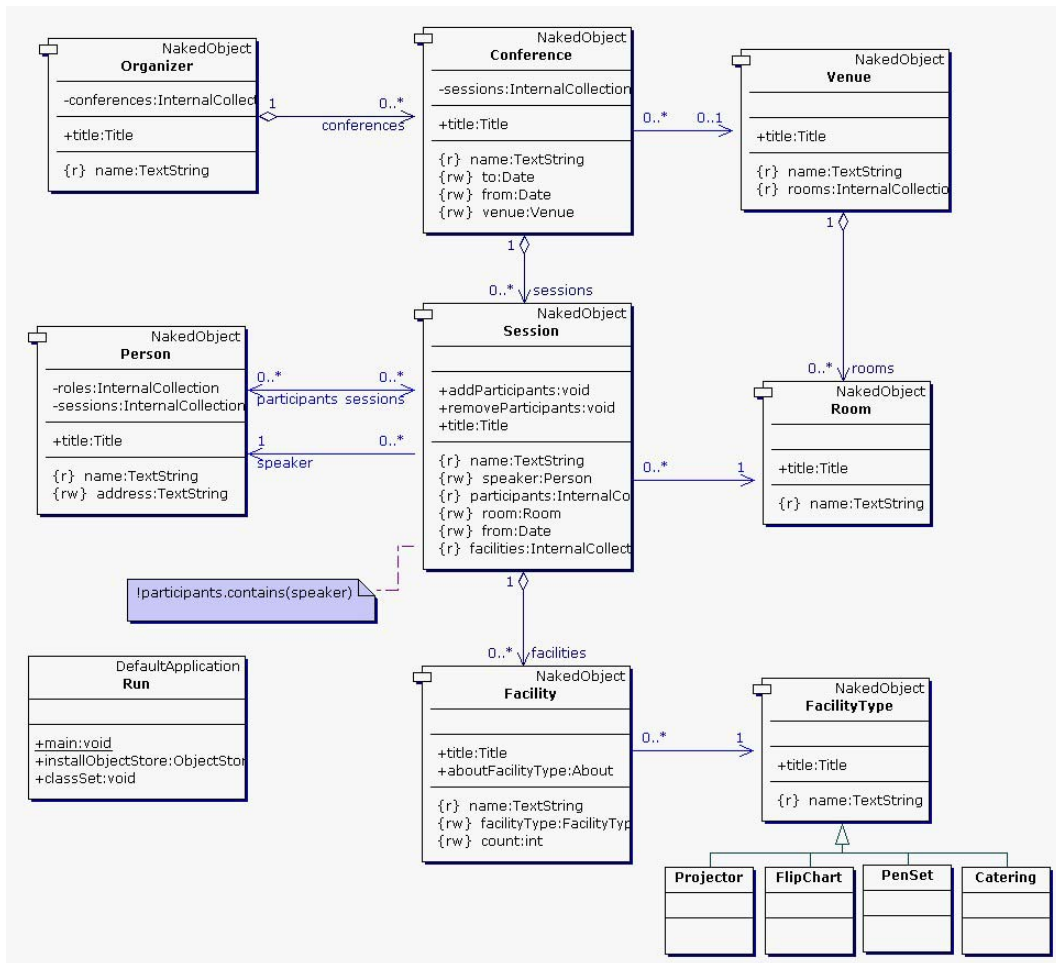 NakedObject
Organizer
-conferences:InternalCollect
+title:Title
{r} name:TextString
1
0..*
conferences
NakedObject
Conference
-sessions:InternalCollection
+title:Title
{r} name:TextString
{rw} to:Date
{rw} from:Date
{rw} venue:Venue
0..*
0..1
NakedObject
Venue
+title:Title
{r} name:TextString
{r} rooms:InternalCollectio
1
0..*
sessions
1
0..*
rooms
NakedObject
Person
-roles:InternalCollection
-sessions:InternalCollection
+title:Title
{r} name:TextString
{rw} address:TextString
0..*
0..*
participants sessions
1
0..*
speaker
NakedObject
Session
+addParticipants:void
+removeParticipants:void
+title:Title
{r} name:TextString
{rw} speaker:Person
{r} participants:InternalCo
{rw} room:Room
{rw} from:Date
{r} facilities:InternalCollect
0..*
1
NakedObject
Room
+title:Title
{r} name:TextString
!participants.contains(speaker)
1
0..*
facilities
DefaultApplication
Run
+main:void
+installObjectStore:ObjectStor
+classSet:void
NakedObject
Facility
+title:Title
+aboutFacilityType:About
{r} name:TextString
{rw} facilityType:FacilityTyp
{rw} count:int
0..*
1
NakedObject
FacilityType
+title:Title
{r} name:TextString
Projector
FlipChart
PenSet
Catering